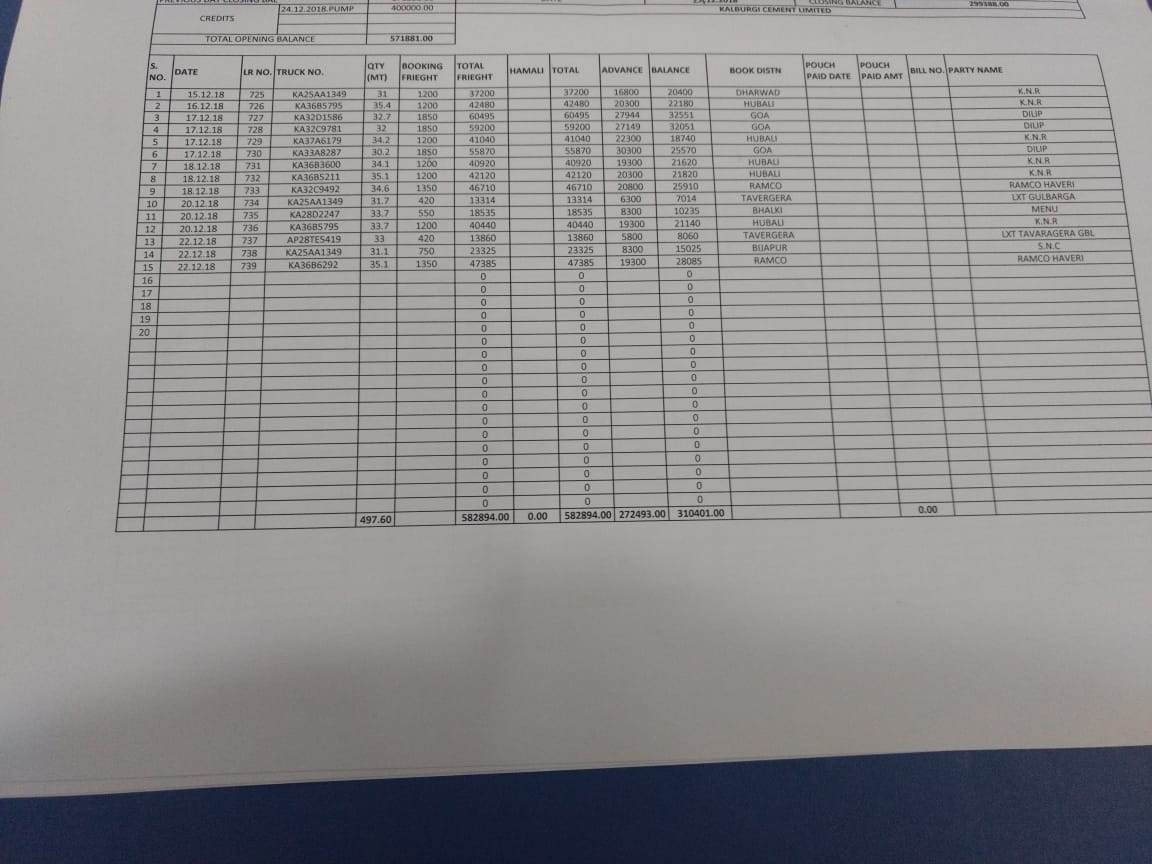 PREVIOUS DAY CLOSING BAL
CREDITS 24.12.2018.PUMP 400000.00 CLOSING BALANCE 299388.00
KALBURGI CEMENT LIMITED
TOTAL OPENING BALANCE 571881.00
S. NO. DATE LR NO. TRUCK NO. QTY (MT) BOOKING FRIEGHT TOTAL FRIEGHT HAMALI TOTAL ADVANCE BALANCE BOOK DISTN POUCH PAID DATE POUCH PAID AMT BILL NO. PARTY NAME
1 15.12.18 725 KA25AA1349 31 1200 37200 37200 16800 20400 DHARWAD K.N.R
2 16.12.18 726 KA36B5795 35.4 1200 42480 42480 20300 22180 HUBALI K.N.R
3 17.12.18 727 KA32D1586 32.7 1850 60495 60495 27944 32551 GOA DILIP
4 17.12.18 728 KA32C9781 32 1850 59200 59200 27149 32051 GOA DILIP
5 17.12.18 729 KA37A6179 34.2 1200 41040 41040 22300 18740 HUBALI K.N.R
6 17.12.18 730 KA33A8287 30.2 1850 55870 55870 30300 25570 GOA DILIP
7 18.12.18 731 KA36B3600 34.1 1200 40920 40920 19300 21620 HUBALI K.N.R
8 18.12.18 732 KA36B5211 35.1 1200 42120 42120 20300 21820 HUBALI K.N.R
9 18.12.18 733 KA32C9492 34.6 1350 46710 46710 20800 25910 RAMCO RAMCO HAVERI
10 20.12.18 734 KA25AA1349 31.7 420 13314 13314 6300 7014 TAVERGERA LXT GULBARGA
11 20.12.18 735 KA28D2247 33.7 550 18535 18535 8300 10235 BHALKI MENU
12 20.12.18 736 KA36B5795 33.7 1200 40440 40440 19300 21140 HUBALI K.N.R
13 22.12.18 737 AP28TE5419 33 420 13860 13860 5800 8060 TAVERGERA LXT TAVARAGERA GBL
14 22.12.18 738 KA25AA1349 31.1 750 23325 23325 8300 15025 BIJAPUR S.N.C
15 22.12.18 739 KA36B6292 35.1 1350 47385 47385 19300 28085 RAMCO RAMCO HAVERI
16 0 0 0
17 0 0 0
18 0 0 0
19 0 0 0
20 0 0 0
0 0 0
0 0 0
0 0 0
0 0 0
0 0 0
0 0 0
0 0 0
0 0 0
0 0 0
0 0 0
0 0 0
0 0 0
0 0 0
497.60 582894.00 0.00 582894.00 272493.00 310401.00 0.00